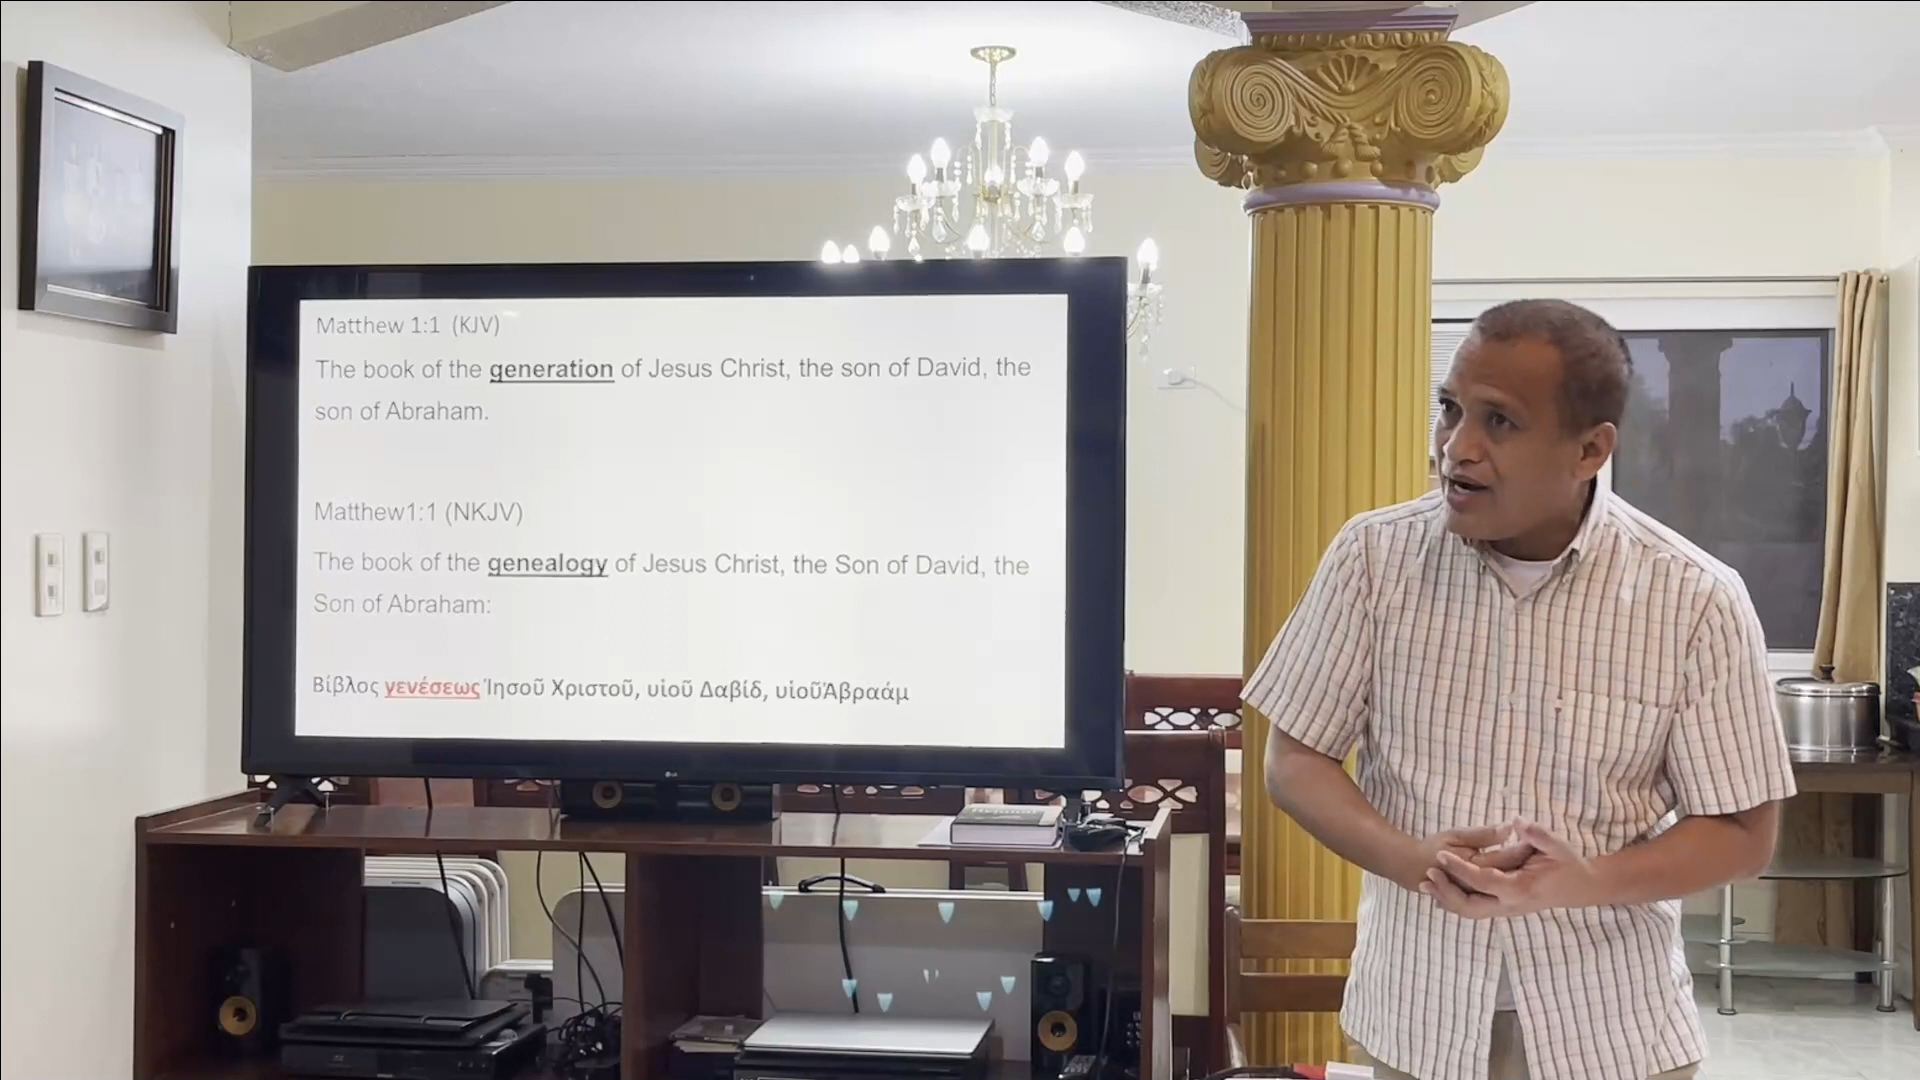 Matthew 1:1 (KJV)
The book of the generation of Jesus Christ, the son of David, the
son of Abraham.
Matthew1:1 (NKJV)
The book of the genealogy of Jesus Christ, the Son of David, the
Son of Abraham:
Βίβλος γενέσεως Ἰησοῦ Χριστοῦ, υἱοῦ Δαβίδ, υἱοῦἈβραάμ
LG